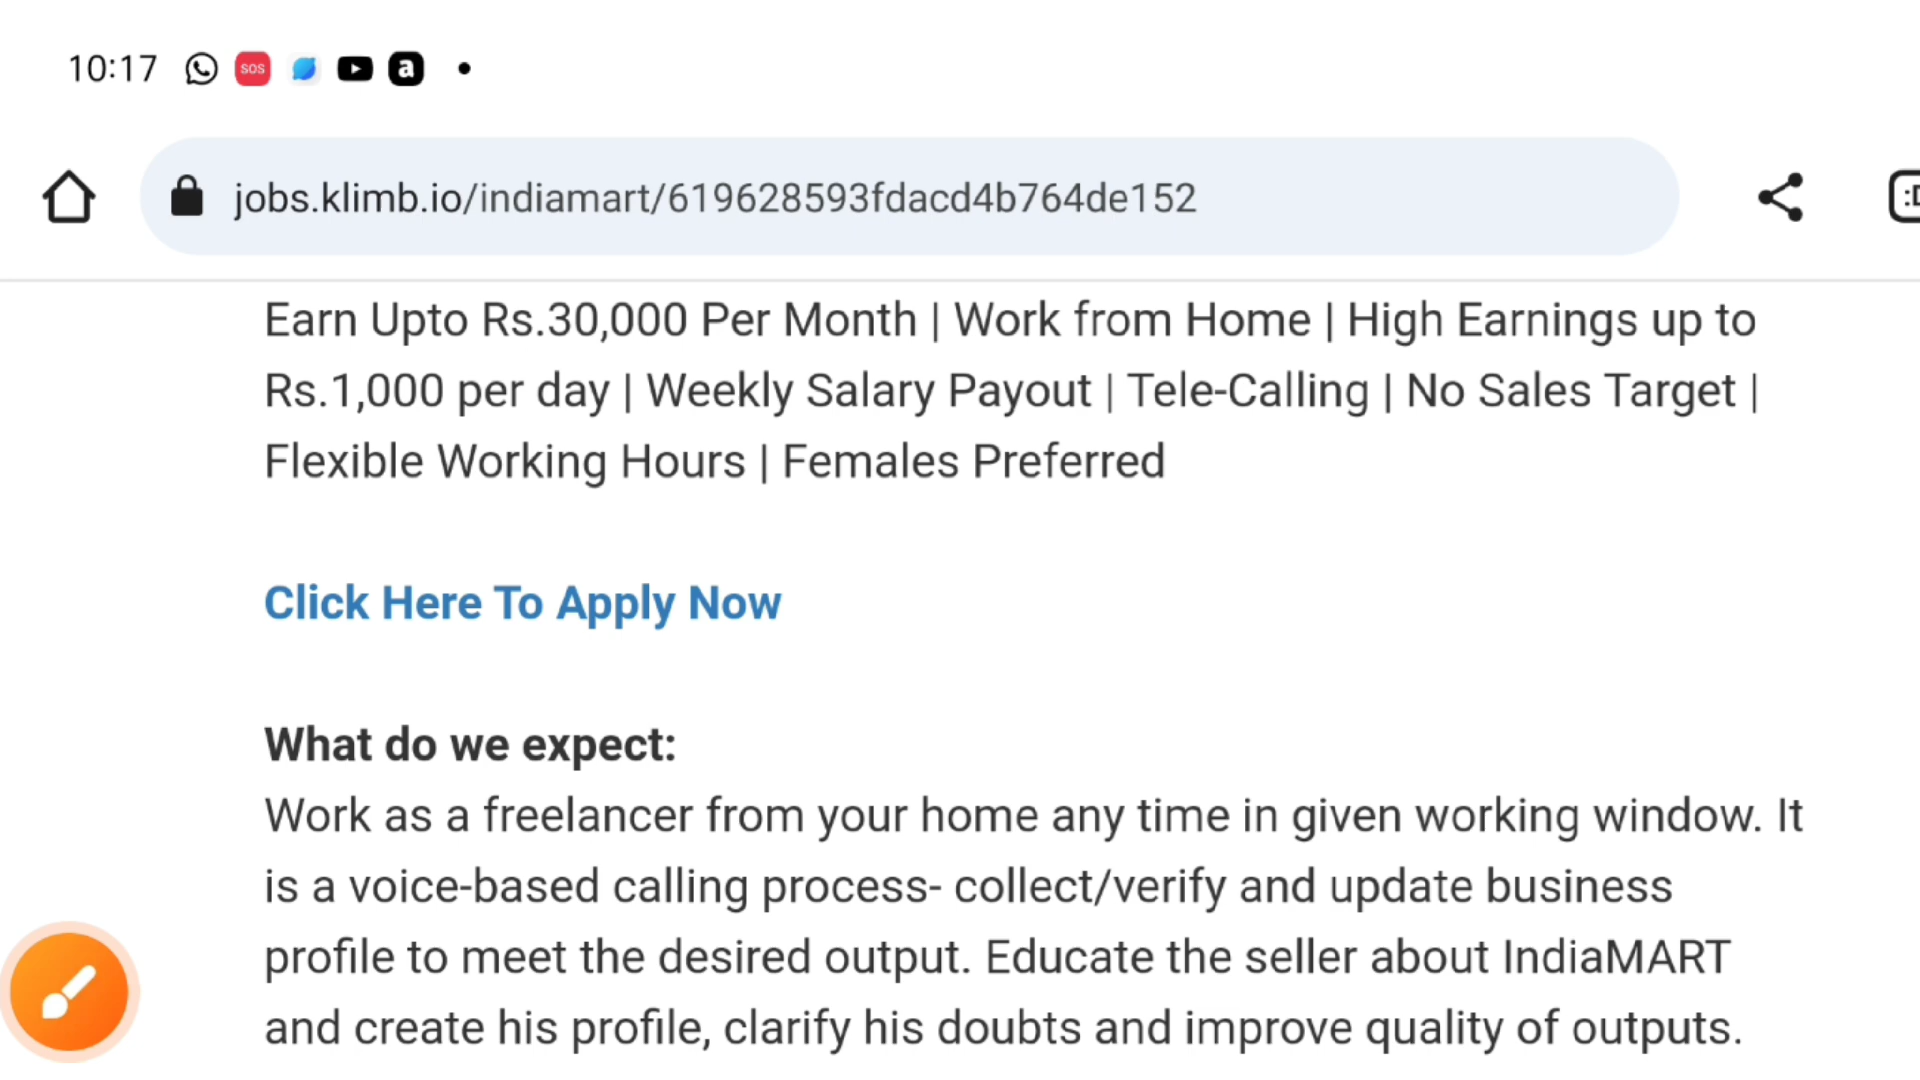 10:17 SOS a
jobs.klimb.io/indiamart/619628593fdacd4b764de152 :D
Earn Upto Rs.30,000 Per Month | Work from Home | High Earnings up to
Rs.1,000 per day | Weekly Salary Payout | Tele-Calling | No Sales Target |
Flexible Working Hours | Females Preferred
Click Here To Apply Now
What do we expect:
Work as a freelancer from your home any time in given working window. It
is a voice-based calling process- collect/verify and update business
profile to meet the desired output. Educate the seller about IndiaMART
and create his profile, clarify his doubts and improve quality of outputs.